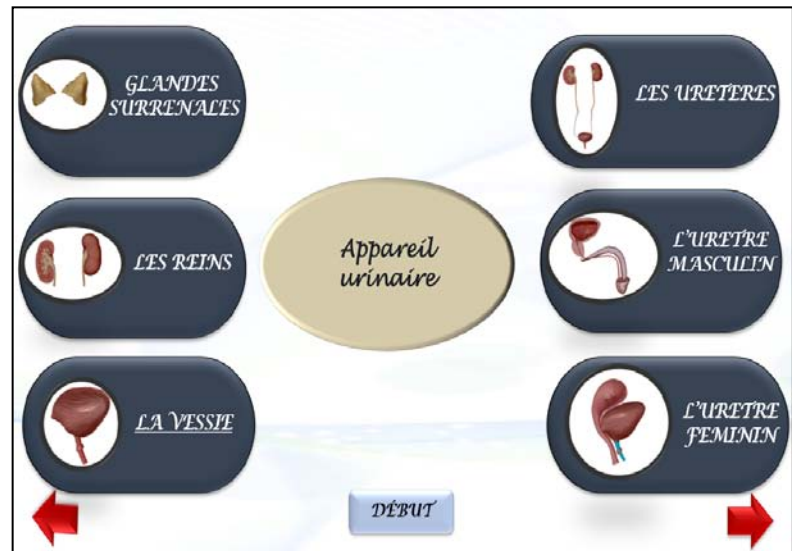 GLANDES
SURRENALES
LES URETERES
Appareil
urinaire
LES REINS
L'URETRE
MASCULIN
LA VESSIE
L'URETRE
FEMININ
DÉBUT